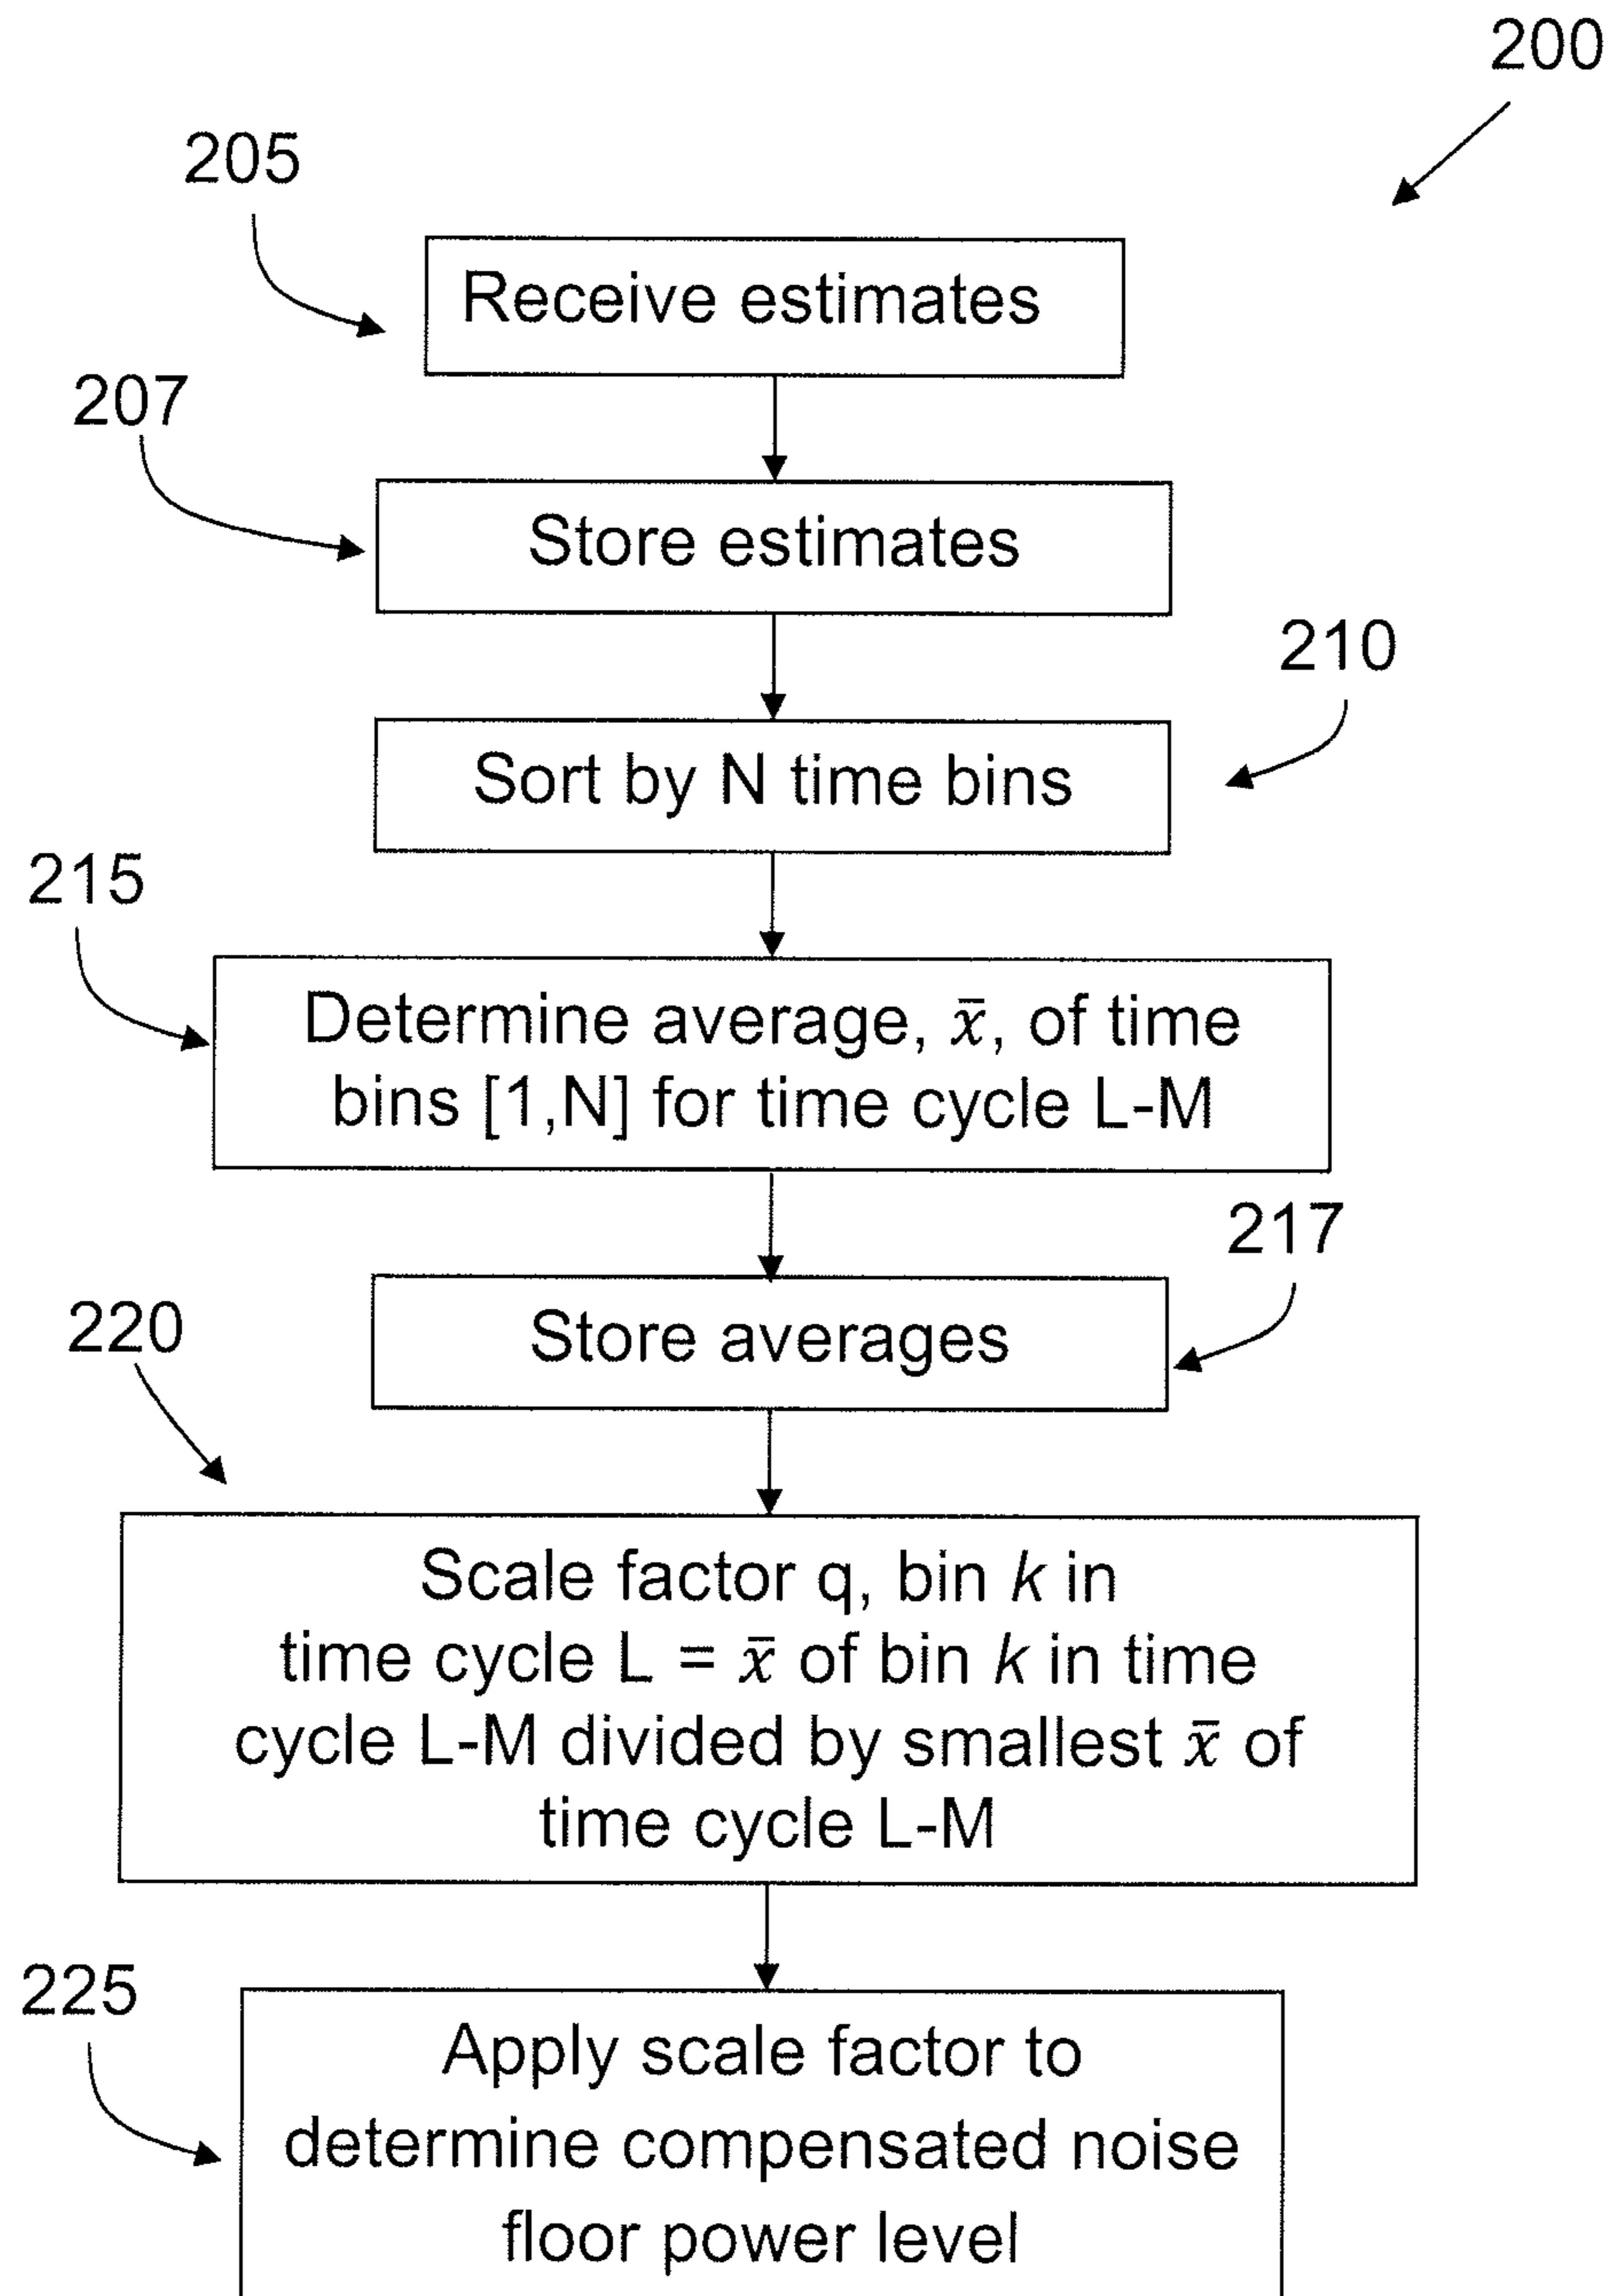 200
205
Receive estimates
207
Store estimates
210
Sort by N time bins
215
Determine average, x̄, of time
bins [1,N] for time cycle L-M
217
Store averages
220
Scale factor q, bin k in
time cycle L = x̄ of bin k in time
cycle L-M divided by smallest x̄ of
time cycle L-M
225
Apply scale factor to
determine compensated noise
floor power level